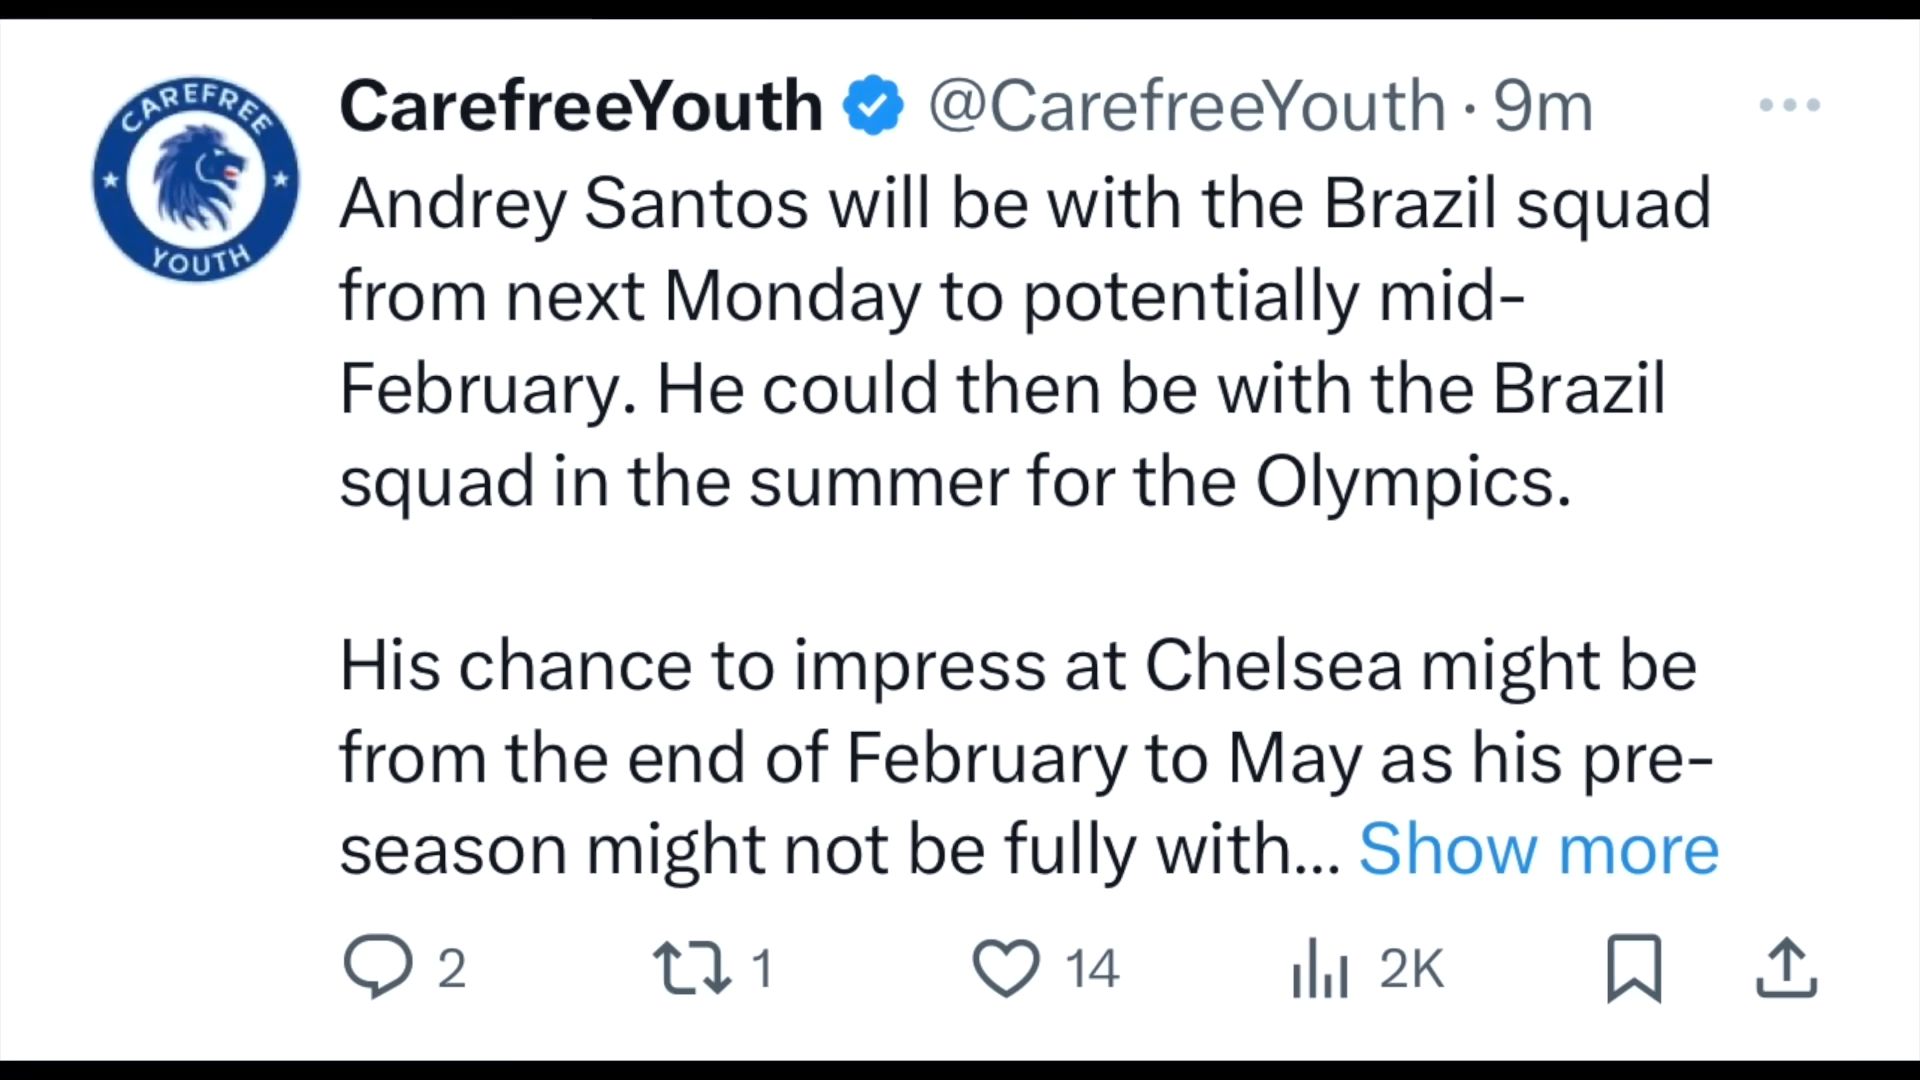 CAREFREE
YOUTH
CarefreeYouth @CarefreeYouth · 9m
Andrey Santos will be with the Brazil squad
from next Monday to potentially mid-
February. He could then be with the Brazil
squad in the summer for the Olympics.
His chance to impress at Chelsea might be
from the end of February to May as his pre-
season might not be fully with... Show more
2 1 14 2K